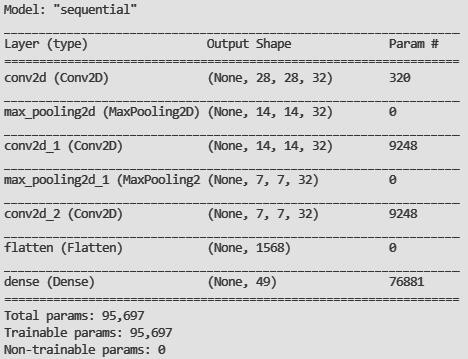 Model: "sequential"
Layer (type) Output Shape Param #
conv2d (Conv2D) (None, 28, 28, 32) 320
max_pooling2d (MaxPooling2D) (None, 14, 14, 32) 0
conv2d_1 (Conv2D) (None, 14, 14, 32) 9248
max_pooling2d_1 (MaxPooling2 (None, 7, 7, 32) 0
conv2d_2 (Conv2D) (None, 7, 7, 32) 9248
flatten (Flatten) (None, 1568) 0
dense (Dense) (None, 49) 76881
Total params: 95,697
Trainable params: 95,697
Non-trainable params: 0